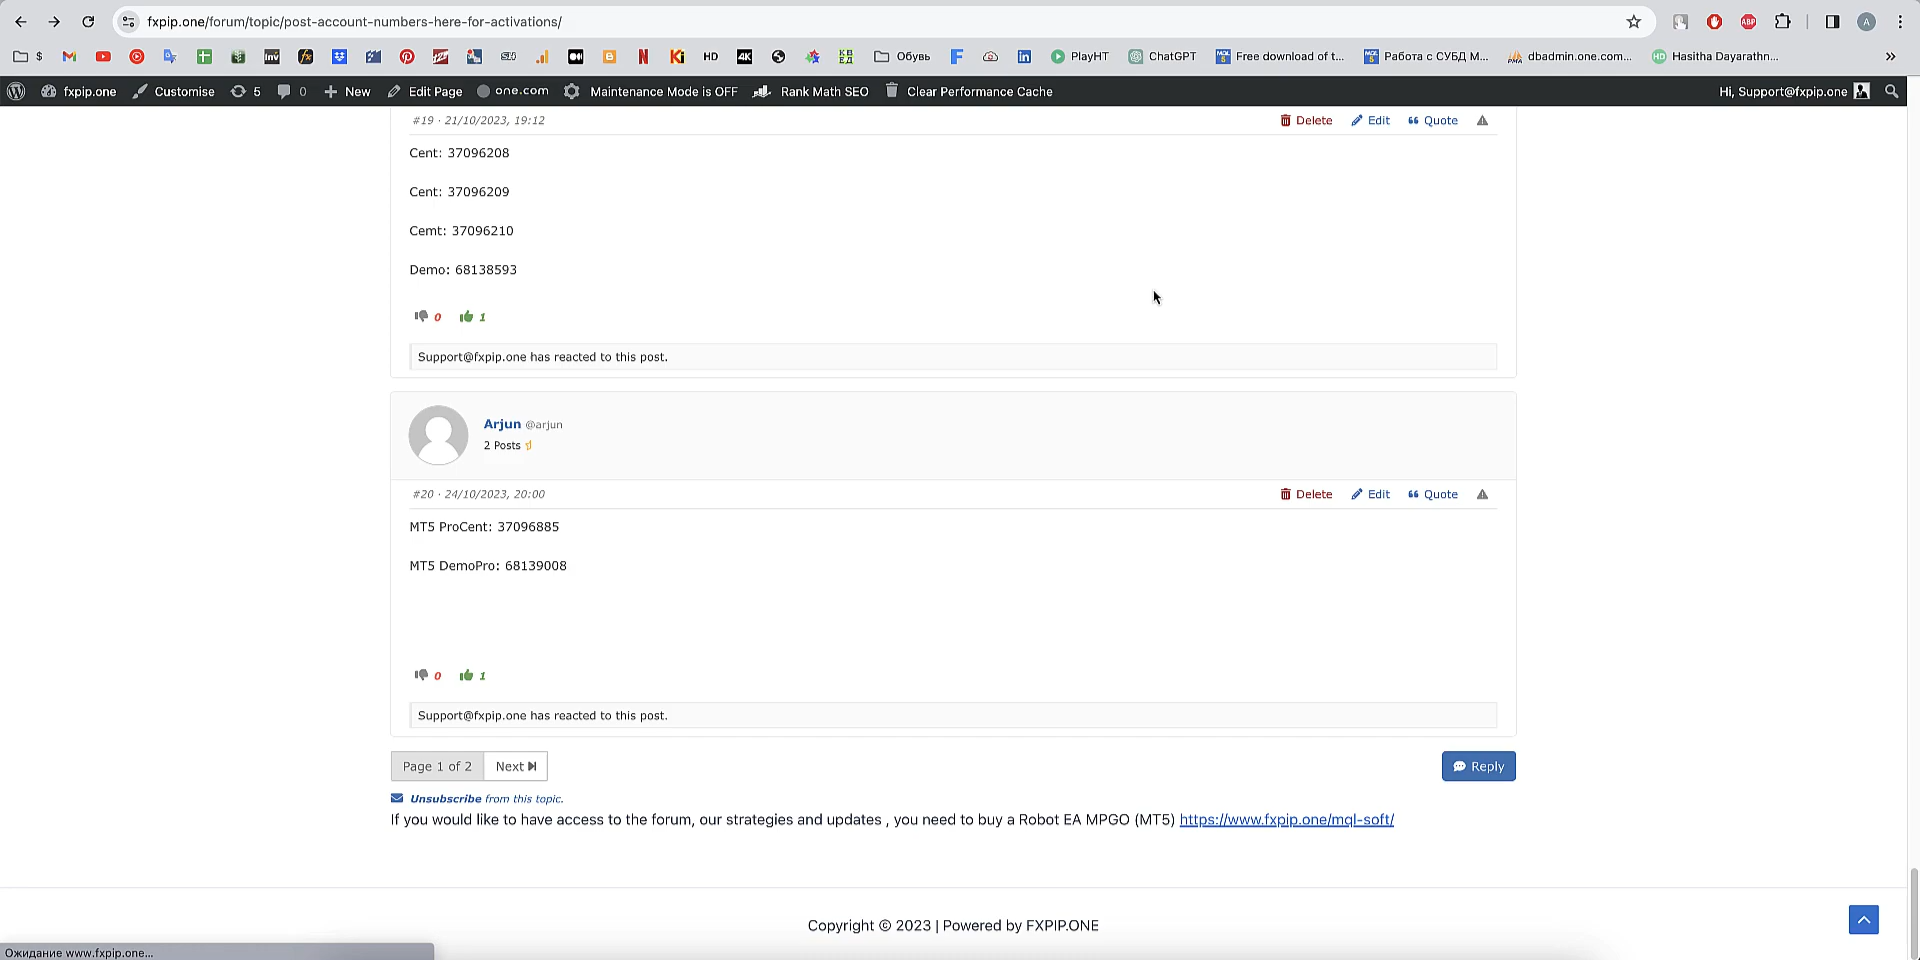 fxpip.one/forum/topic/post-account-numbers-here-for-activations/
$ Обувь PlayHT ChatGPT Free download of t... Работа с СУБД М... dbadmin.one.com... Hasitha Dayarathn... »
fxpip.one Customise 5 0 New Edit Page one.com Maintenance Mode is OFF Rank Math SEO Clear Performance Cache Hi, Support@fxpip.one
#19 · 21/10/2023, 19:12 Delete Edit Quote
Cent: 37096208
Cent: 37096209
Cemt: 37096210
Demo: 68138593
0 1
Support@fxpip.one has reacted to this post.
Arjun @arjun
2 Posts
#20 · 24/10/2023, 20:00 Delete Edit Quote
MT5 ProCent: 37096885
MT5 DemoPro: 68139008
0 1
Support@fxpip.one has reacted to this post.
Page 1 of 2 Next Reply
Unsubscribe from this topic.
If you would like to have access to the forum, our strategies and updates , you need to buy a Robot EA MPGO (MT5) https://www.fxpip.one/mql-soft/
Copyright © 2023 | Powered by FXPIP.ONE
Ожидание www.fxpip.one...